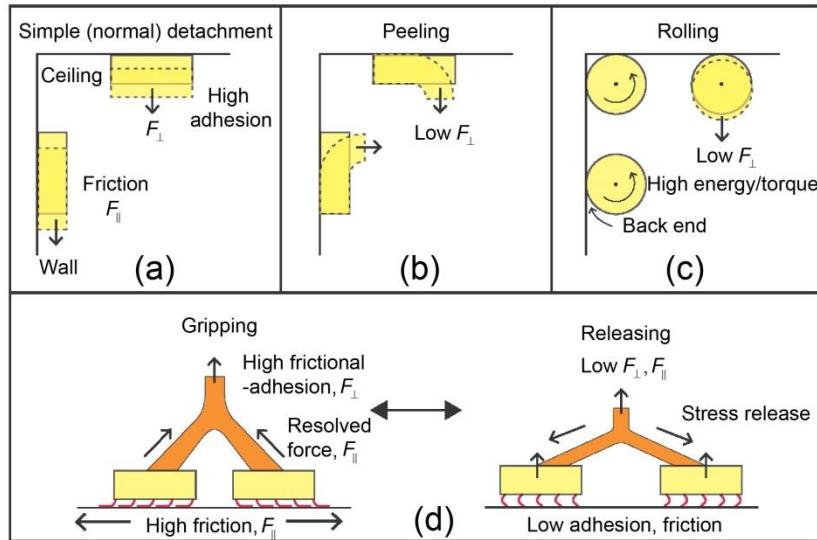 Simple (normal) detachment
Ceiling
High
adhesion
F⊥
Friction
F∥
Wall
(a)
Peeling
Low F⊥
(b)
Rolling
Low F⊥
High energy/torque
Back end
(c)
Gripping
High frictional
-adhesion, F⊥
Resolved
force, F∥
High friction, F∥
(d)
Releasing
Low F⊥, F∥
Stress release
Low adhesion, friction